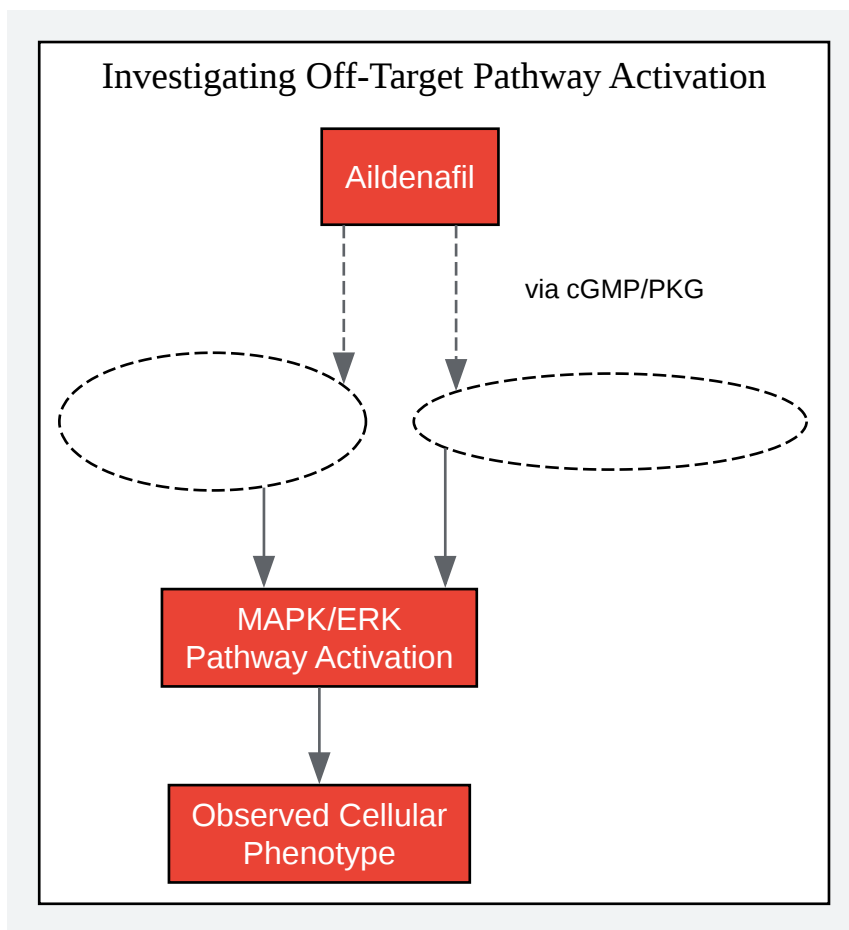 Investigating Off-Target Pathway Activation
Aildenafil
via cGMP/PKG
MAPK/ERK
Pathway Activation
Observed Cellular
Phenotype